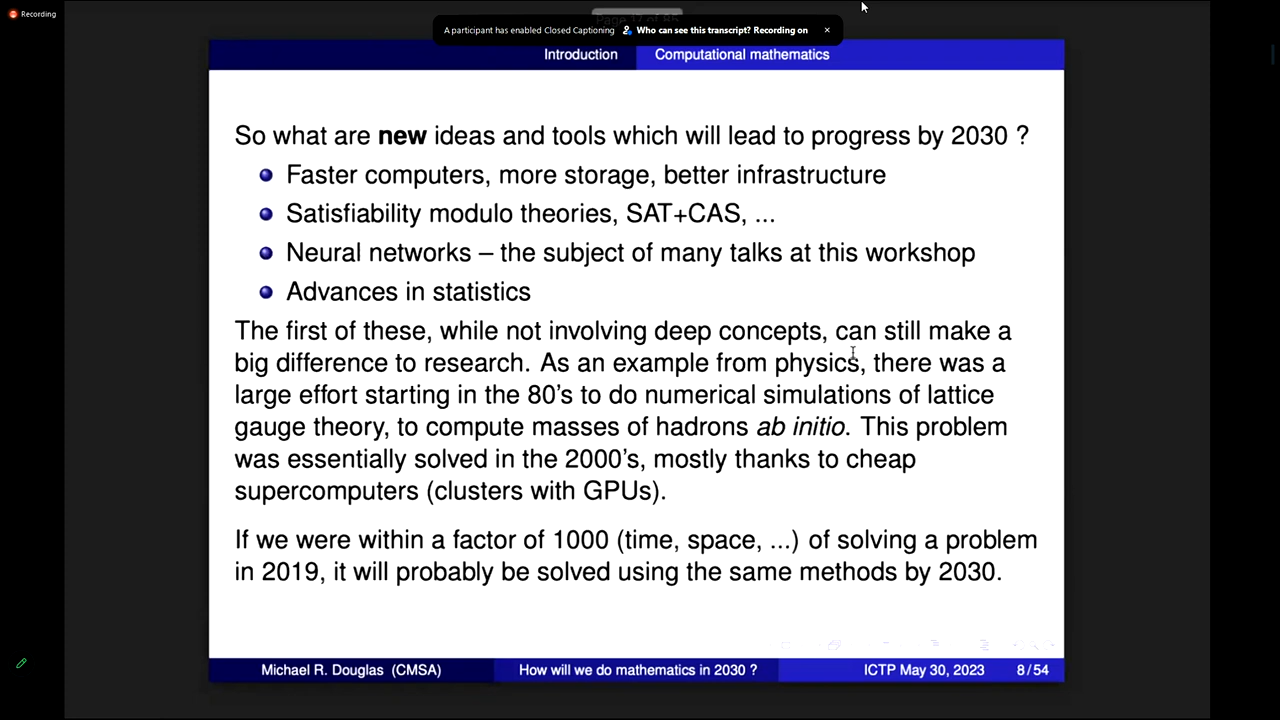 Recording
A participant has enabled Closed Captioning Who can see this transcript? Recording on
Introduction Computational mathematics
So what are new ideas and tools which will lead to progress by 2030 ?
Faster computers, more storage, better infrastructure
Satisfiability modulo theories, SAT+CAS, ...
Neural networks – the subject of many talks at this workshop
Advances in statistics
The first of these, while not involving deep concepts, can still make a
big difference to research. As an example from physics, there was a
large effort starting in the 80's to do numerical simulations of lattice
gauge theory, to compute masses of hadrons ab initio. This problem
was essentially solved in the 2000's, mostly thanks to cheap
supercomputers (clusters with GPUs).
If we were within a factor of 1000 (time, space, ...) of solving a problem
in 2019, it will probably be solved using the same methods by 2030.
Michael R. Douglas (CMSA) How will we do mathematics in 2030 ? ICTP May 30, 2023 8/54